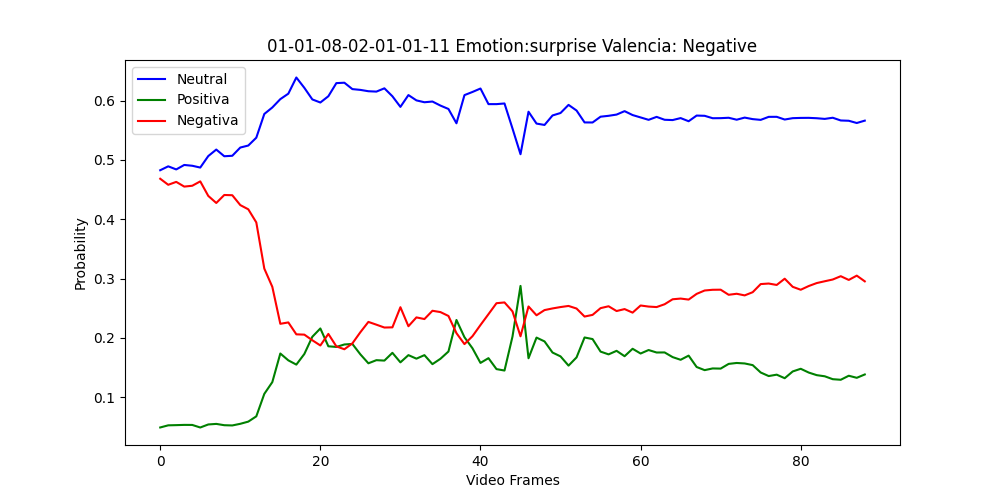 01-01-08-02-01-01-11 Emotion:surprise Valencia: Negative
Neutral
Positiva
Negativa
Probability
0.6
0.5
0.4
0.3
0.2
0.1
0 20 40 60 80
Video Frames